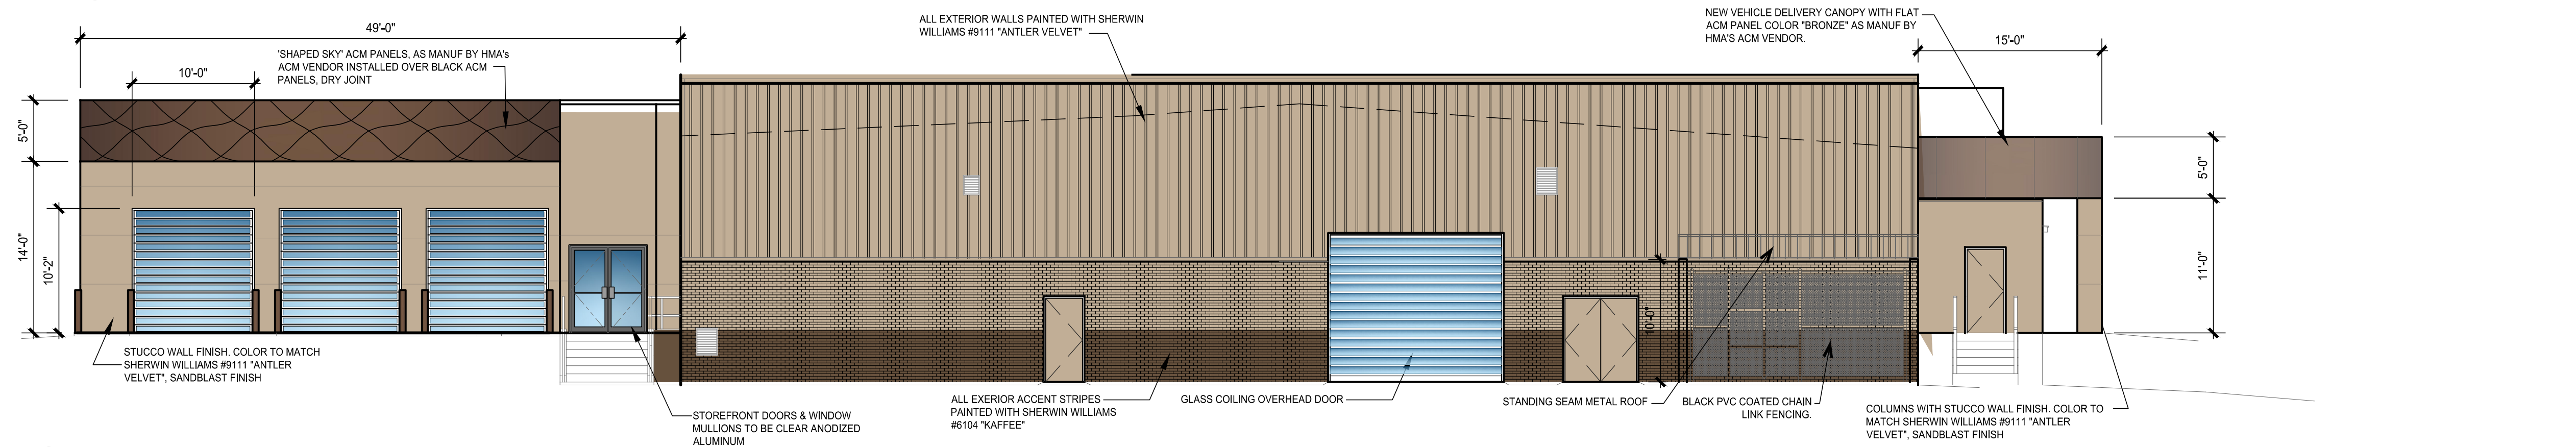 ALL EXTERIOR WALLS PAINTED WITH SHERWIN
WILLIAMS #9111 "ANTLER VELVET"
NEW VEHICLE DELIVERY CANOPY WITH FLAT
ACM PANEL COLOR "BRONZE" AS MANUF BY
HMA'S ACM VENDOR.
49'-0"
15'-0"
'SHAPED SKY' ACM PANELS, AS MANUF BY HMA's
ACM VENDOR INSTALLED OVER BLACK ACM
PANELS, DRY JOINT
10'-0"
5'-0"
14'-0"
10'-2"
5'-0"
11'-0"
10'-0"
STUCCO WALL FINISH. COLOR TO MATCH
SHERWIN WILLIAMS #9111 "ANTLER
VELVET", SANDBLAST FINISH
STOREFRONT DOORS & WINDOW
MULLIONS TO BE CLEAR ANODIZED
ALUMINUM
ALL EXERIOR ACCENT STRIPES
PAINTED WITH SHERWIN WILLIAMS
#6104 "KAFFEE"
GLASS COILING OVERHEAD DOOR
STANDING SEAM METAL ROOF
BLACK PVC COATED CHAIN
LINK FENCING.
COLUMNS WITH STUCCO WALL FINISH. COLOR TO
MATCH SHERWIN WILLIAMS #9111 "ANTLER
VELVET", SANDBLAST FINISH